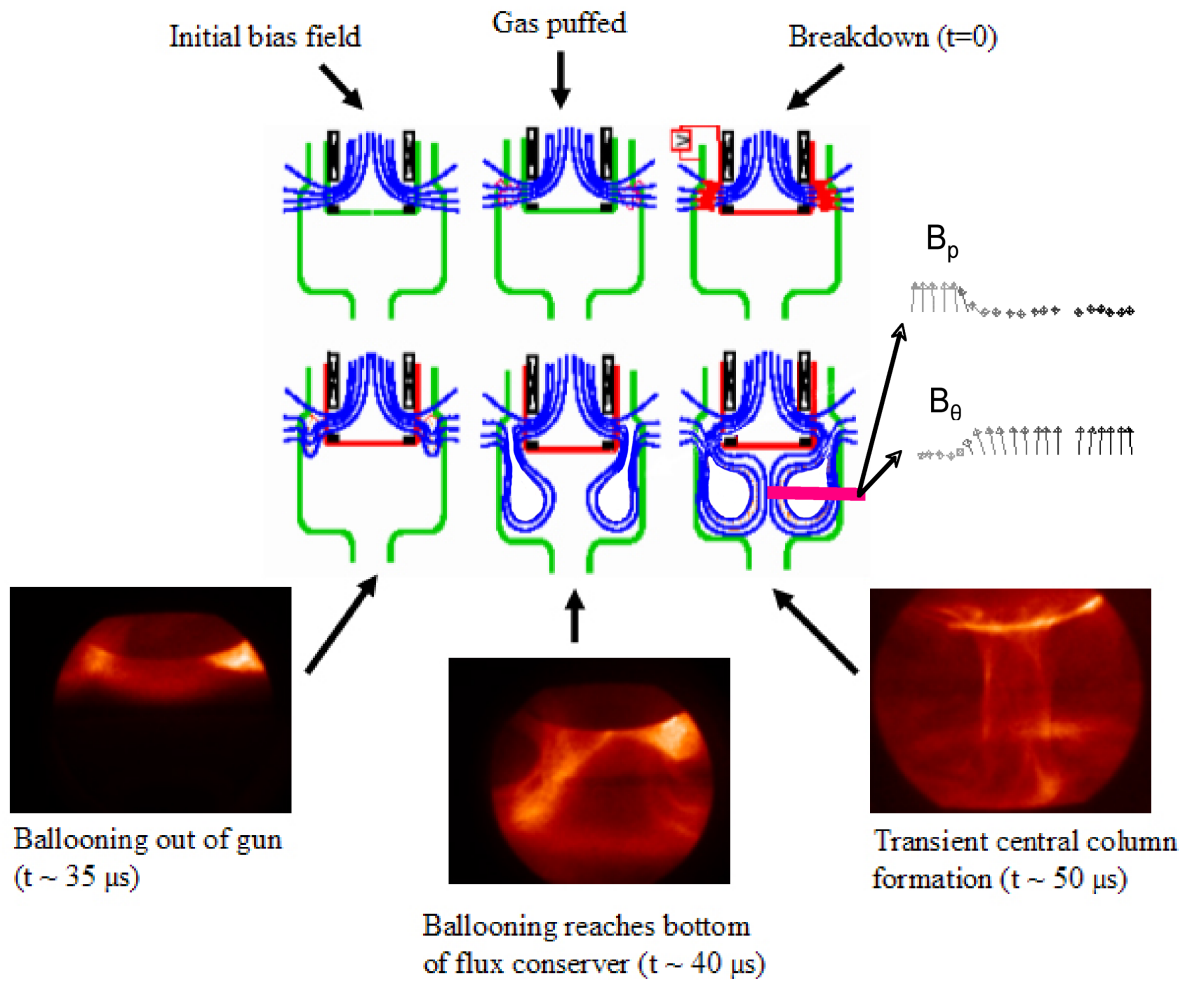 Initial bias field
Gas puffed
Breakdown (t=0)
V
Bp
Bθ
Ballooning out of gun
(t ~ 35 μs)
Ballooning reaches bottom
of flux conserver (t ~ 40 μs)
Transient central column
formation (t ~ 50 μs)